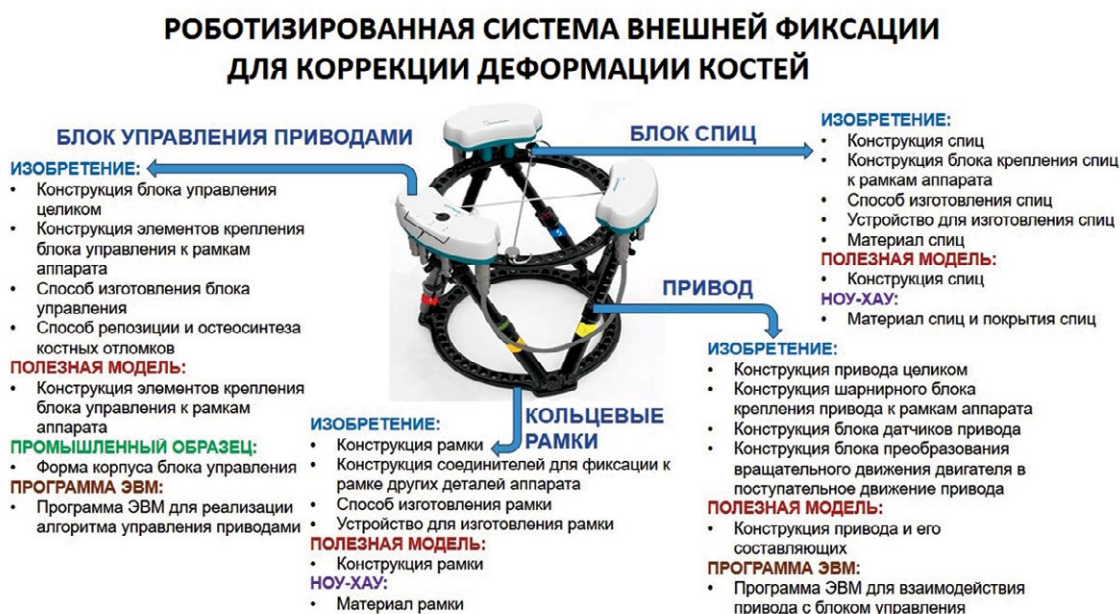 РОБОТИЗИРОВАННАЯ СИСТЕМА ВНЕШНЕЙ ФИКСАЦИИ
ДЛЯ КОРРЕКЦИИ ДЕФОРМАЦИИ КОСТЕЙ
БЛОК УПРАВЛЕНИЯ ПРИВОДАМИ
ИЗОБРЕТЕНИЕ:
• Конструкция блока управления
целиком
• Конструкция элементов крепления
блока управления к рамкам
аппарата
• Способ изготовления блока
управления
• Способ репозиции и остеосинтеза
костных отломков
ПОЛЕЗНАЯ МОДЕЛЬ:
• Конструкция элементов крепления
блока управления к рамкам
аппарата
ПРОМЫШЛЕННЫЙ ОБРАЗЕЦ:
• Форма корпуса блока управления
ПРОГРАММА ЭВМ:
• Программа ЭВМ для реализации
алгоритма управления приводами
КОЛЬЦЕВЫЕ
РАМКИ
ИЗОБРЕТЕНИЕ:
• Конструкция рамки
• Конструкция соединителей для фиксации к
рамке других деталей аппарата
• Способ изготовления рамки
• Устройство для изготовления рамки
ПОЛЕЗНАЯ МОДЕЛЬ:
• Конструкция рамки
НОУ-ХАУ:
• Материал рамки
БЛОК СПИЦ
ИЗОБРЕТЕНИЕ:
• Конструкция спиц
• Конструкция блока крепления спиц
к рамкам аппарата
• Способ изготовления спиц
• Устройство для изготовления спиц
• Материал спиц
ПОЛЕЗНАЯ МОДЕЛЬ:
• Конструкция спиц
НОУ-ХАУ:
• Материал спиц и покрытия спиц
ПРИВОД
ИЗОБРЕТЕНИЕ:
• Конструкция привода целиком
• Конструкция шарнирного блока
крепления привода к рамкам аппарата
• Конструкция блока датчиков привода
• Конструкция блока преобразования
вращательного движения двигателя в
поступательное движение привода
ПОЛЕЗНАЯ МОДЕЛЬ:
• Конструкция привода и его
составляющих
ПРОГРАММА ЭВМ:
• Программа ЭВМ для взаимодействия
привода с блоком управления